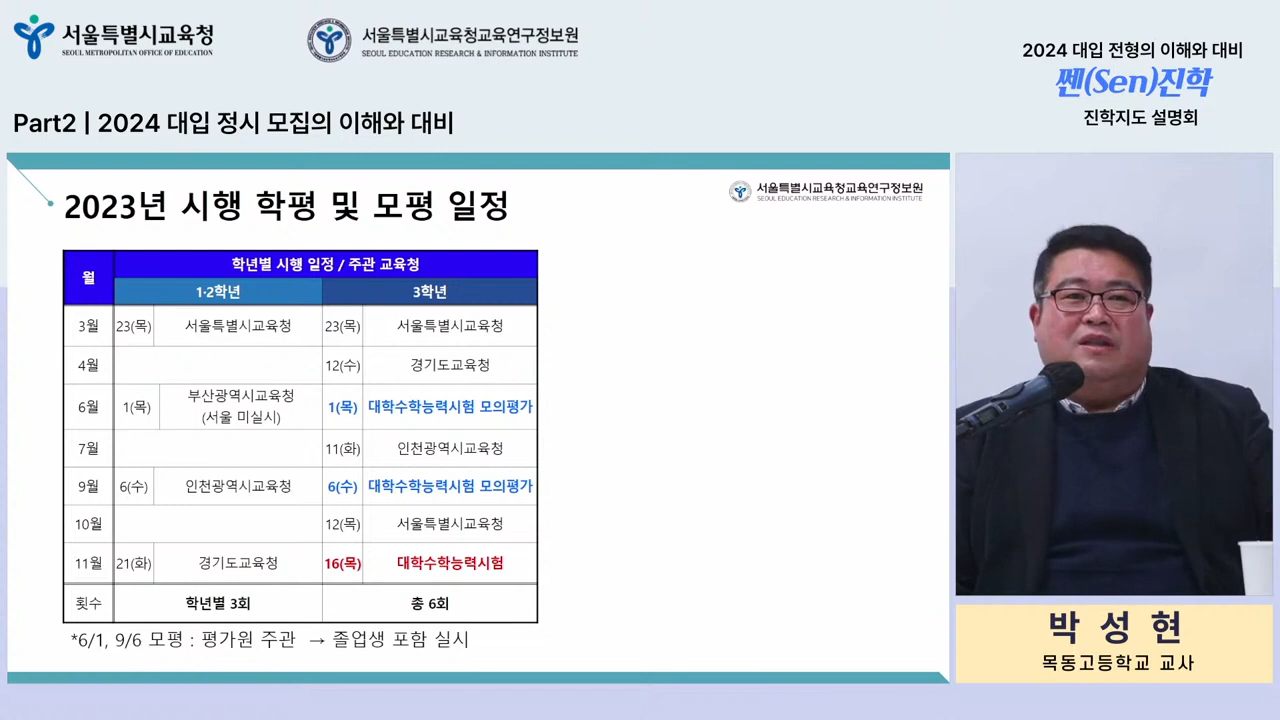 서울특별시교육청
SEOUL METROPOLITAN OFFICE OF EDUCATION
서울특별시교육청교육연구정보원
SEOUL EDUCATION RESEARCH & INFORMATION INSTITUTE
2024 대입 전형의 이해와 대비
쎈(Sen)진학
진학지도 설명회
Part2 | 2024 대입 정시 모집의 이해와 대비
2023년 시행 학평 및 모평 일정
서울특별시교육청교육연구정보원
SEOUL EDUCATION RESEARCH & INFORMATION INSTITUTE
월 학년별 시행 일정 / 주관 교육청
1·2학년 3학년
3월 23(목) 서울특별시교육청 23(목) 서울특별시교육청
4월 12(수) 경기도교육청
6월 1(목) 부산광역시교육청 (서울 미실시) 1(목) 대학수학능력시험 모의평가
7월 11(화) 인천광역시교육청
9월 6(수) 인천광역시교육청 6(수) 대학수학능력시험 모의평가
10월 12(목) 서울특별시교육청
11월 21(화) 경기도교육청 16(목) 대학수학능력시험
횟수 학년별 3회 총 6회
*6/1, 9/6 모평 : 평가원 주관 → 졸업생 포함 실시
박성현
목동고등학교 교사